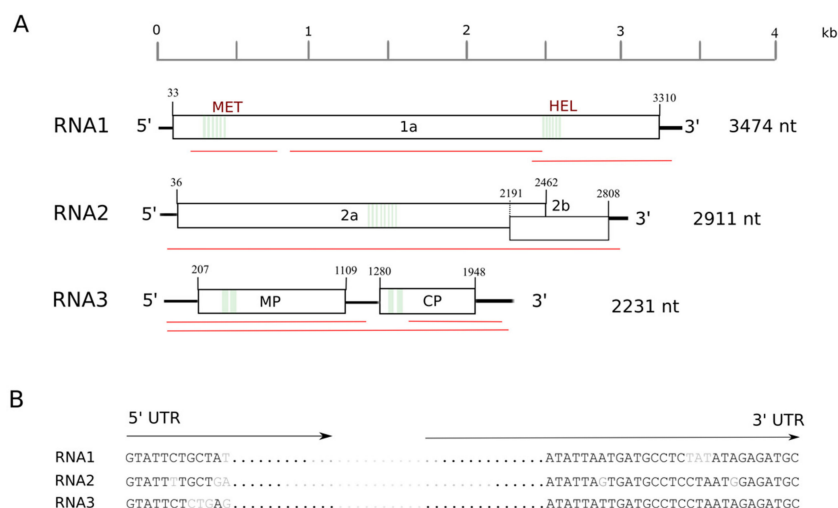 A
0 1 2 3 4 kb
33 MET HEL 3310
RNA1 5' 1a 3' 3474 nt
36 2191 2462 2808
RNA2 5' 2a 2b 3' 2911 nt
207 1109 1280 1948
RNA3 5' MP CP 3' 2231 nt
B
5' UTR 3' UTR
RNA1 GTATTCTGCTAT ATATTAATGATGCCTCTATATAGAGATGC
RNA2 GTATTTTGCTGA ATATTAGTGATGCCTCCTAATGGAGATGC
RNA3 GTATTCTCTGAG ATATTATTGATGCCTCCTAATAGAGATGC